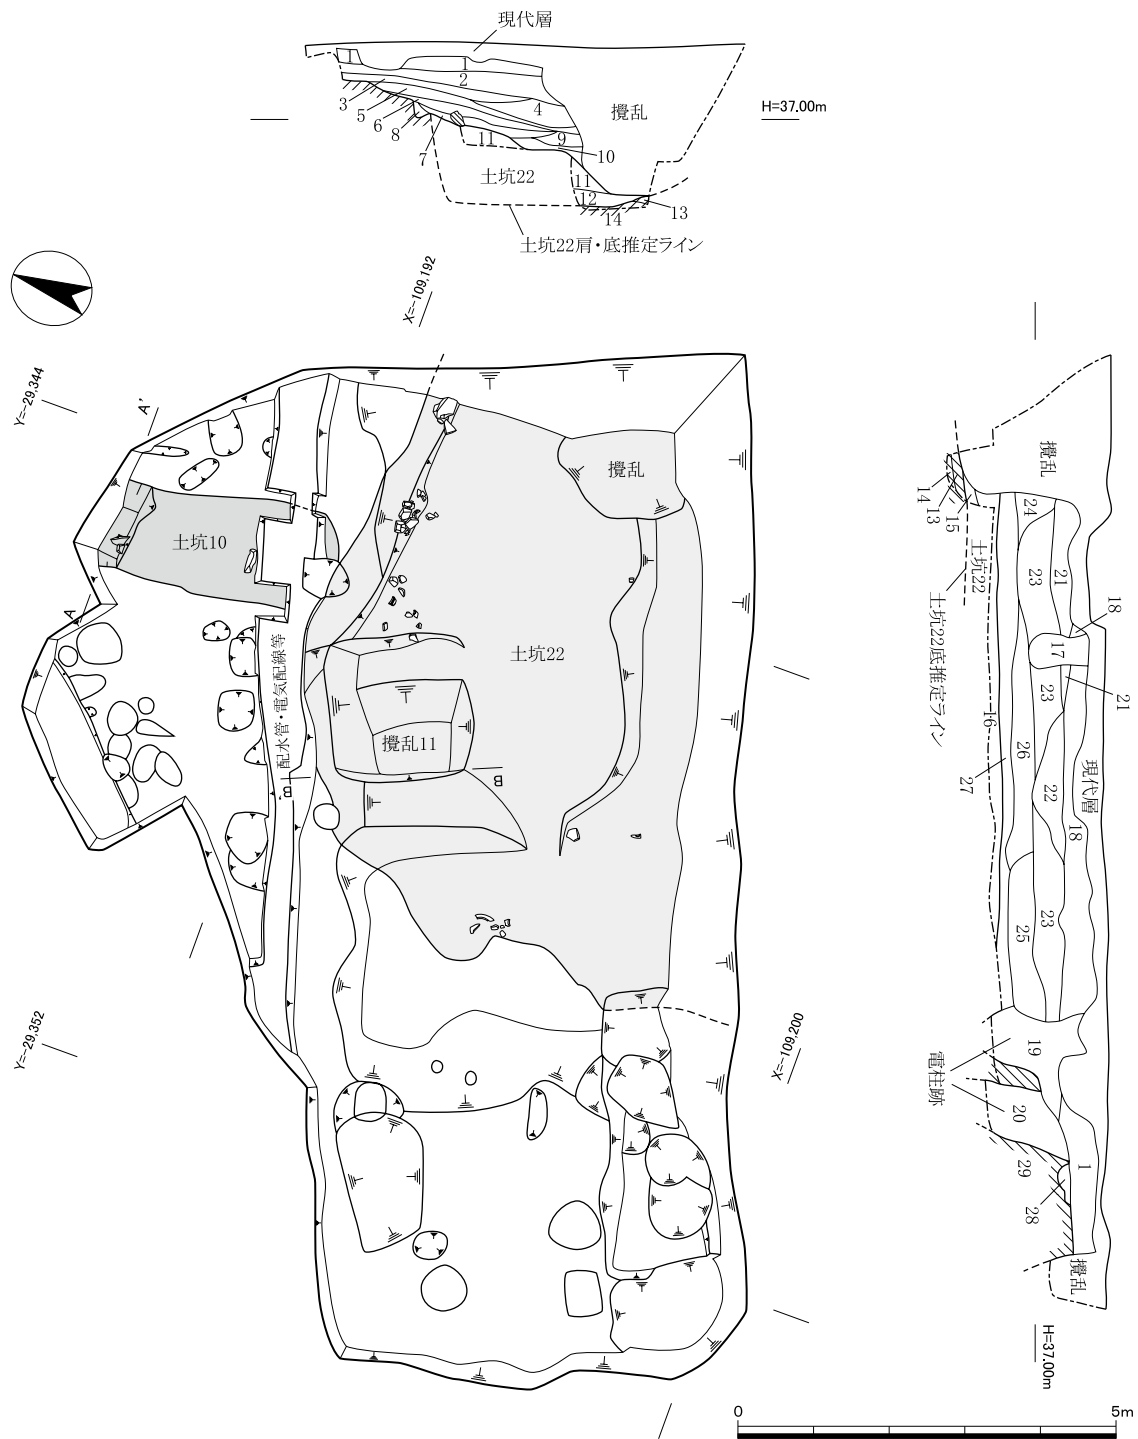 現代層
1
1
2
3
5
4
6
8
7
11
9
10
攪乱
H=37.00m
土坑22
11
12
13
14
土坑22肩・底推定ライン
X=-109,192
Y=-29,344
A'
A
土坑10
攪乱
土坑22
配水管・電気配線等
攪乱11
B
B'
Y=-29,352
X=-109,200
攪乱
14
13
15
24
土坑22
23
21
18
17
土坑22底推定ライン
23
21
16
26
27
22
現代層
18
23
25
19
電柱跡
20
1
29
28
攪乱
H=37.00m
0
5m